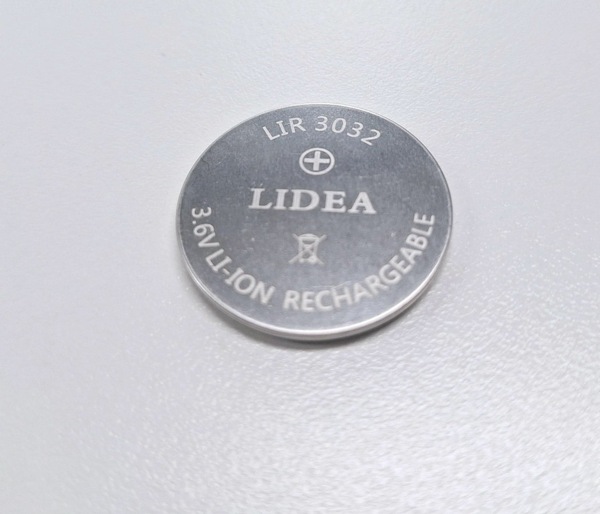 LIR 3032
LIDEA
3.6V LI-ION RECHARGEABLE